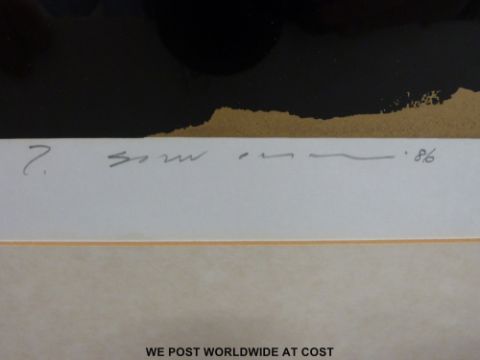 7. '86
WE POST WORLDWIDE AT COST